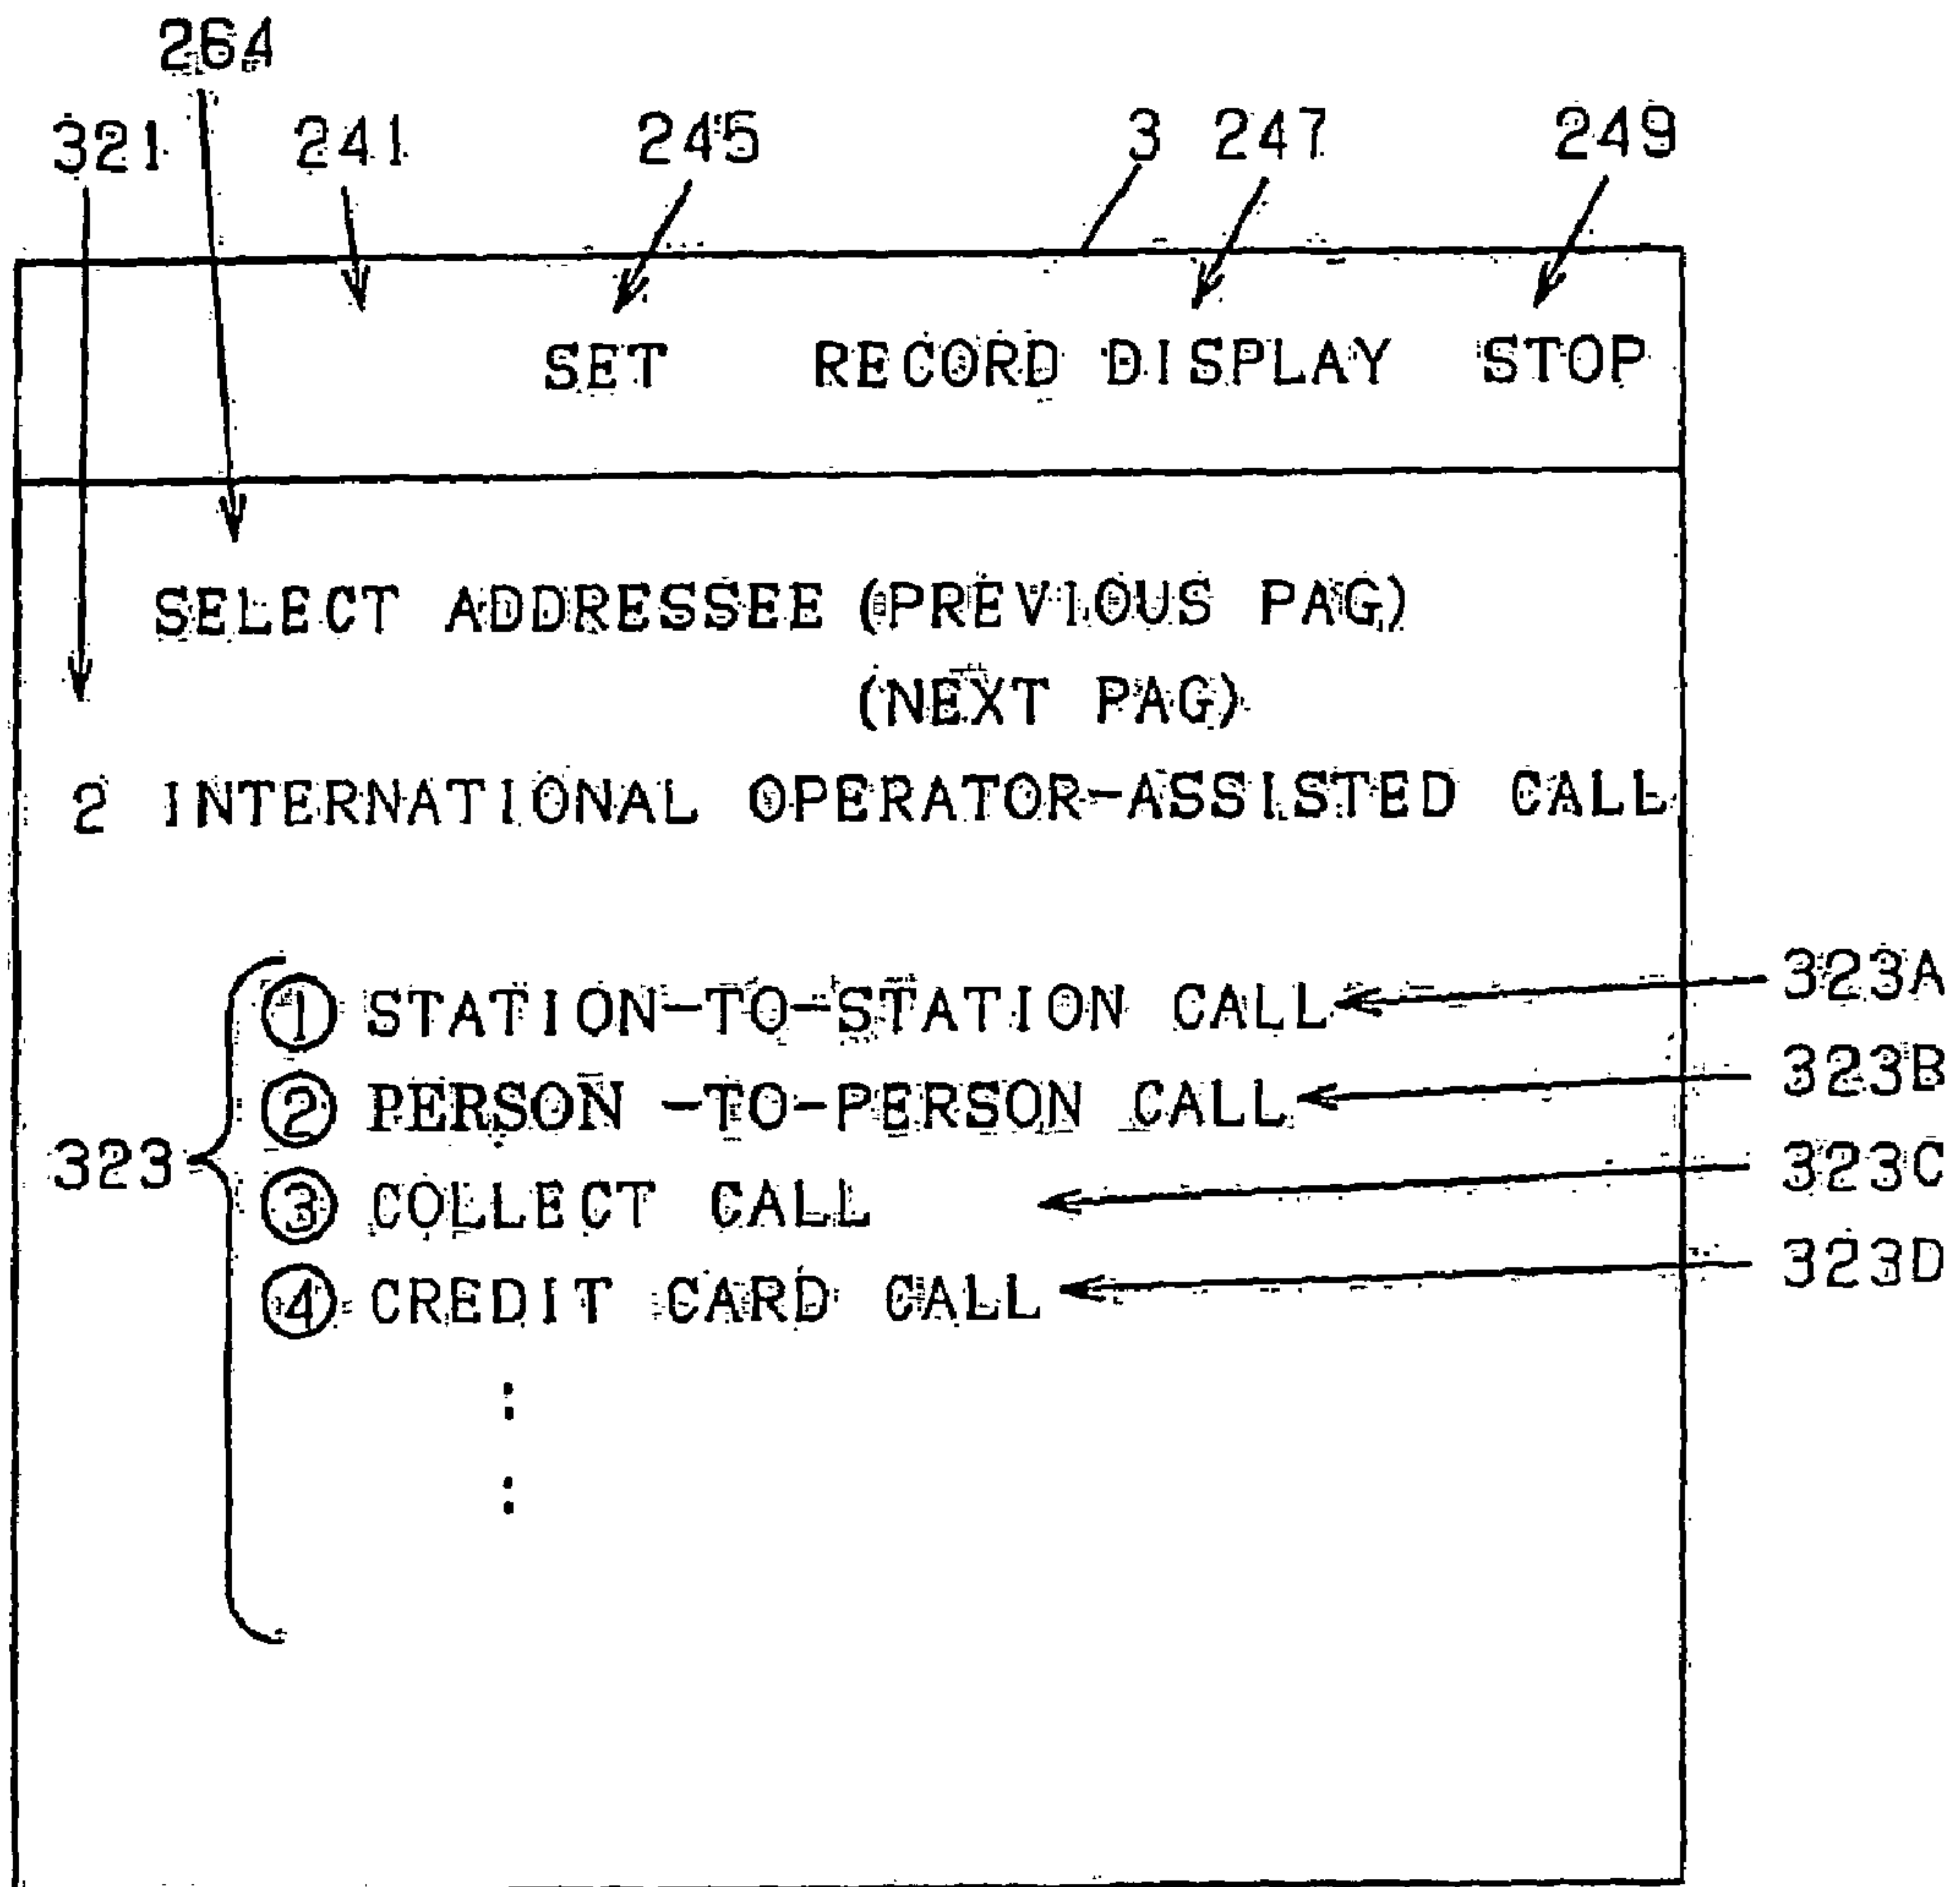 264
321 241 245 3 247 249
SET RECORD DISPLAY STOP
SELECT ADDRESSEE (PREVIOUS PAG)
(NEXT PAG)
2 INTERNATIONAL OPERATOR-ASSISTED CALL
① STATION-TO-STATION CALL 323A
② PERSON -TO-PERSON CALL 323B
323
③ COLLECT CALL 323C
④ CREDIT CARD CALL 323D
:
: